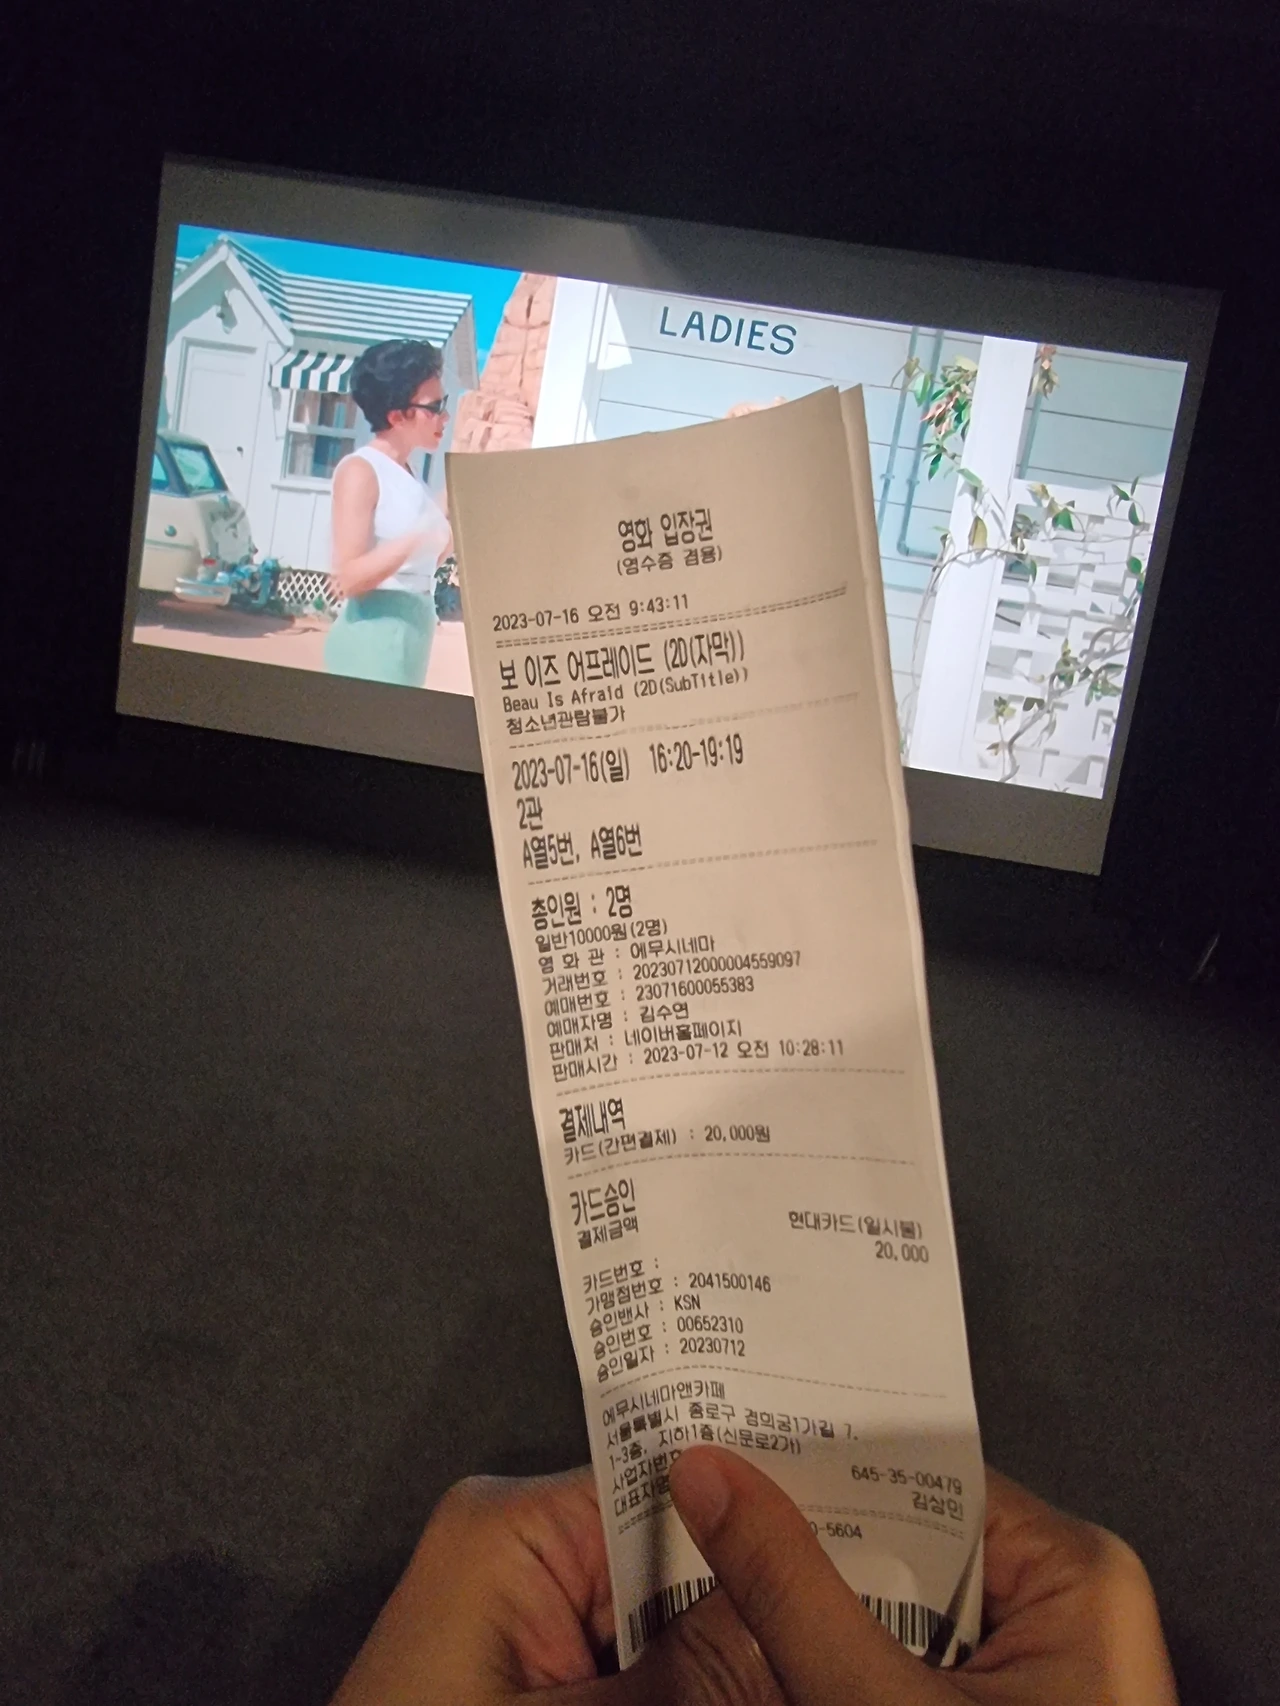 LADIES
영화 입장권
(영수증 겸용)
2023-07-16 오전 9:43:11
보 이즈 어프레이드 (2D(자막))
Beau Is Afraid (2D(SubTitle))
청소년관람불가
2023-07-16(일) 16:20-19:19
2관
A열5번, A열6번
총인원 : 2명
일반10000원(2명)
영 화 관 : 에무시네마
거래번호 : 20230712000004559097
예매번호 : 23071600055383
예매자명 : 김수연
판매처 : 네이버홈페이지
판매시간 : 2023-07-12 오전 10:28:11
결제내역
카드(간편결제) : 20,000원
카드승인
결제금액 현대카드(일시불)
20,000
카드번호 :
가맹점번호 : 2041500146
승인밴사 : KSN
승인번호 : 00652310
승인일자 : 20230712
에무시네마앤카페
서울특별시 종로구 경희궁1가길 7,
1-3층, 지하1층(신문로2가)
사업자번호 645-35-00479
대표자명 김상민
0-5604